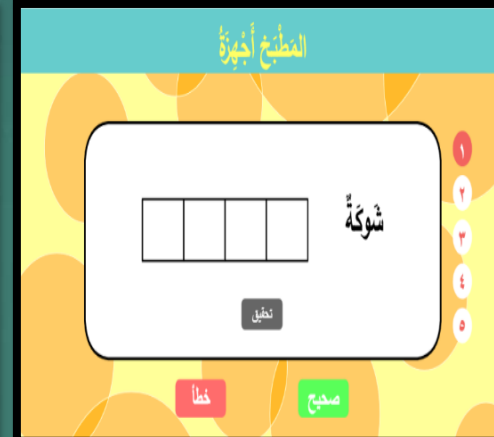 المَطْبَخ أَجْهِزَةُ
١
٢
٣
٤
٥
شَوكَةٌ
تحقيق
صحيح
خطأ